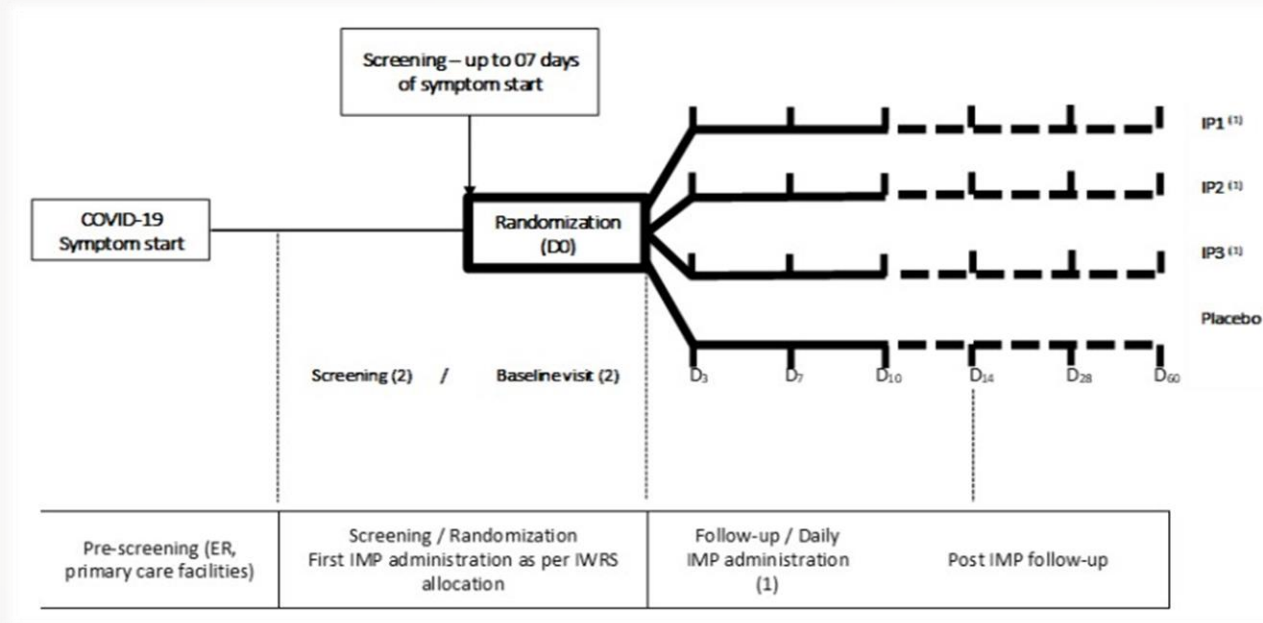 Screening – up to 07 days
of symptom start
COVID-19
Symptom start
Randomization
(D0)
IP1 (1)
IP2 (1)
IP3 (1)
Placebo
Screening (2) / Baseline visit (2)
D3 D7 D10 D14 D28 D60
Pre-screening (ER,
primary care facilities)
Screening / Randomization
First IMP administration as per IWRS
allocation
Follow-up / Daily
IMP administration
(1)
Post IMP follow-up